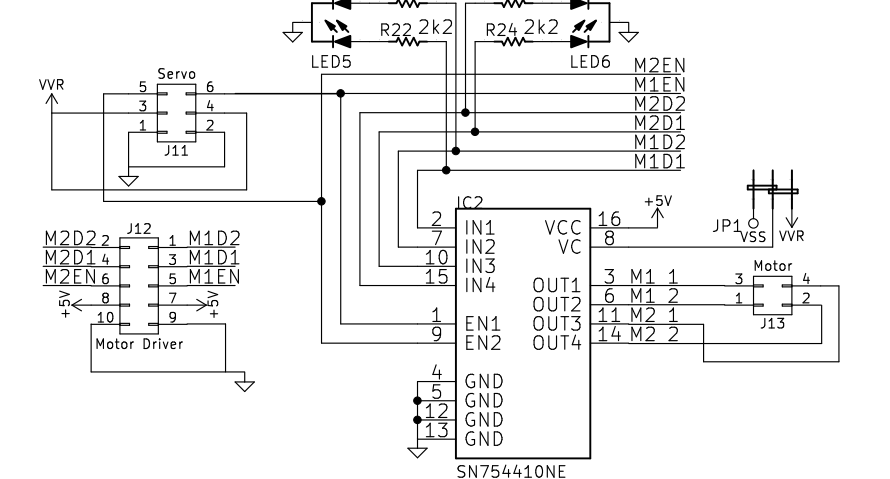 R22 2k2
R24 2k2
LED5
LED6
M2EN
M1EN
M2D2
M2D1
M1D2
M1D1
VVR
Servo
5 6
3 4
1 2
J11
J12
M2D2 2 1 M1D2
M2D1 4 3 M1D1
M2EN 6 5 M1EN
+5V 8 7 +5V
10 9
Motor Driver
IC2
2 IN1 VCC 16 +5V
7 IN2 VC 8
10 IN3
15 IN4 OUT1 3 M1 1
OUT2 6 M1 2
1 EN1 OUT3 11 M2 1
9 EN2 OUT4 14 M2 2
4 GND
5 GND
12 GND
13 GND
SN754410NE
JP1
VSS VVR
Motor
3 4
1 2
J13